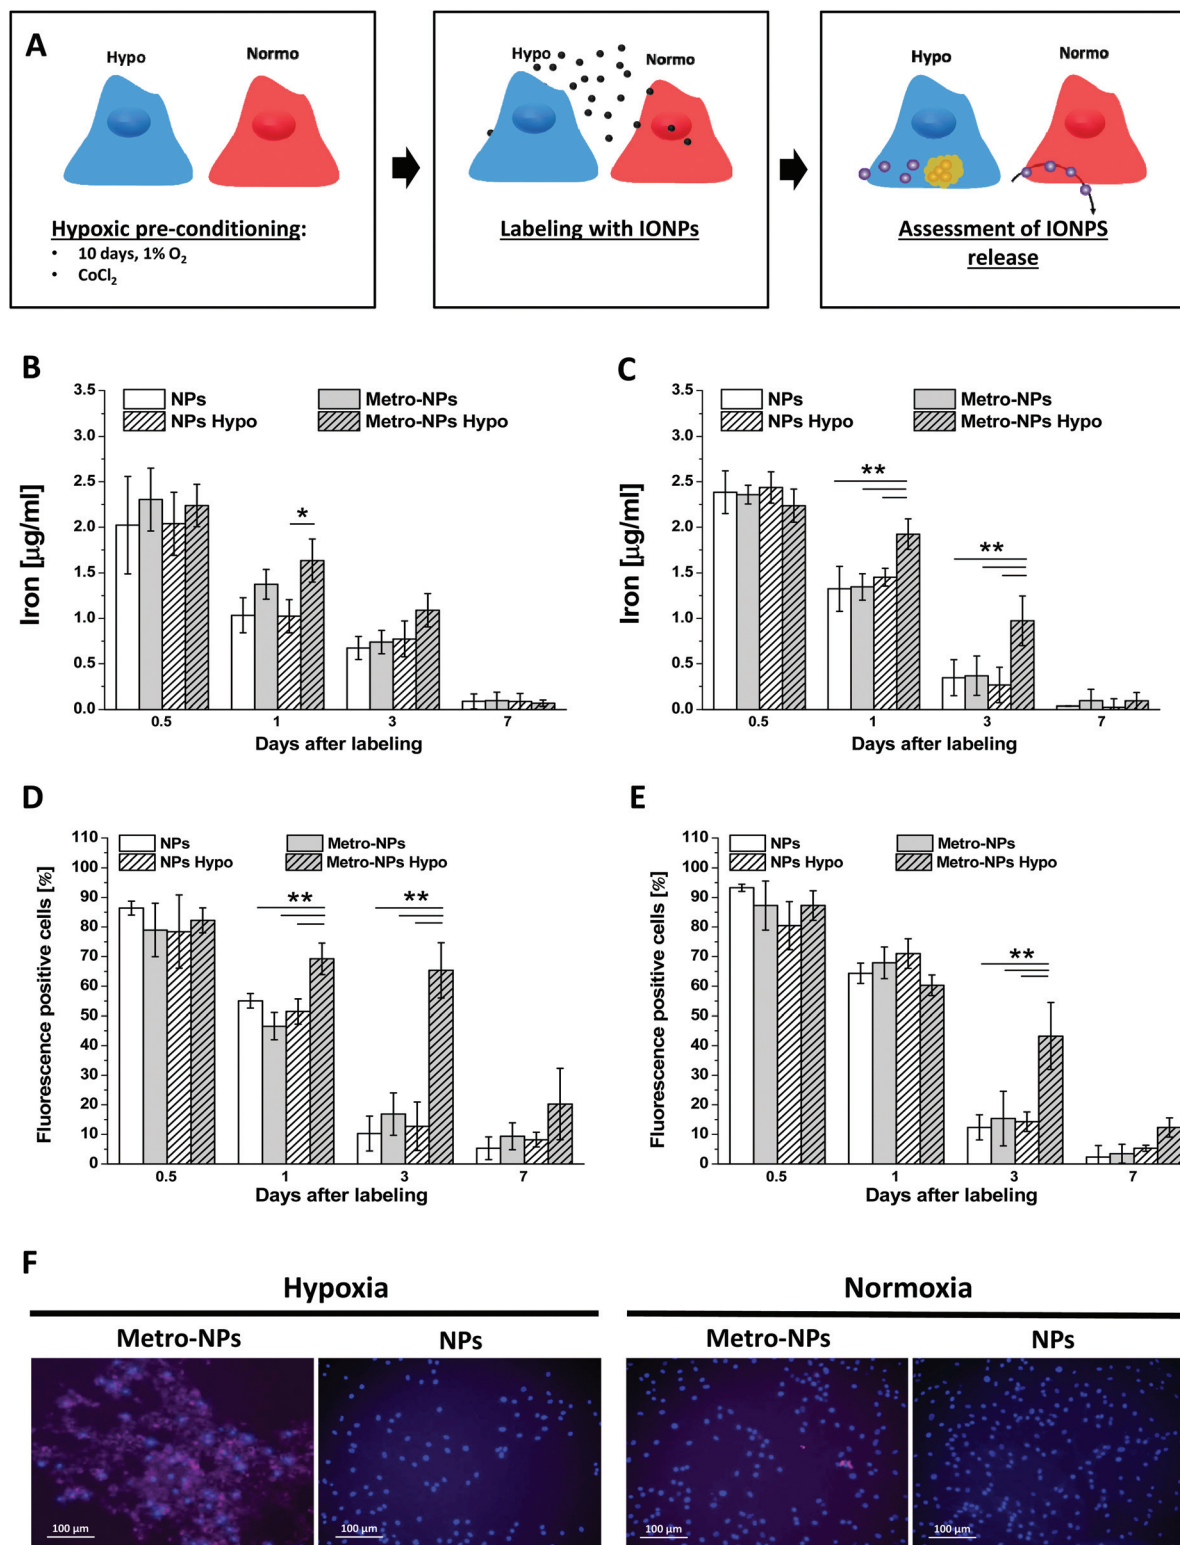 A
Hypo
Normo
Hypoxic pre-conditioning:
• 10 days, 1% O₂
• CoCl₂
Hypo
Normo
Labeling with IONPs
Hypo
Normo
Assessment of IONPS
release
B
NPs
Metro-NPs
NPs Hypo
Metro-NPs Hypo
Iron [µg/ml]
3.5
3.0
2.5
2.0
1.5
1.0
0.5
0.0
*
0.5 1 3 7
Days after labeling
C
NPs
Metro-NPs
NPs Hypo
Metro-NPs Hypo
Iron [µg/ml]
3.5
3.0
2.5
2.0
1.5
1.0
0.5
0.0
**
**
0.5 1 3 7
Days after labeling
D
NPs
Metro-NPs
NPs Hypo
Metro-NPs Hypo
Fluorescence positive cells [%]
110
100
90
80
70
60
50
40
30
20
10
0
**
**
0.5 1 3 7
Days after labeling
E
NPs
Metro-NPs
NPs Hypo
Metro-NPs Hypo
Fluorescence positive cells [%]
110
100
90
80
70
60
50
40
30
20
10
0
**
0.5 1 3 7
Days after labeling
F
Hypoxia
Normoxia
Metro-NPs
NPs
Metro-NPs
NPs
100 µm
100 µm
100 µm
100 µm